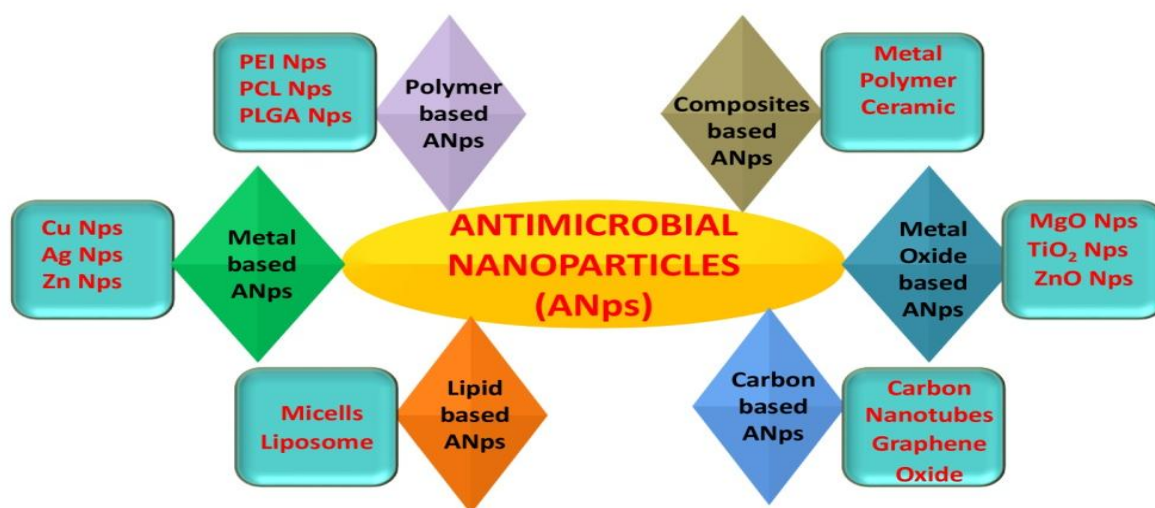 PEI Nps
PCL Nps
PLGA Nps
Polymer
based
ANps
Composites
based
ANps
Metal
Polymer
Ceramic
Cu Nps
Ag Nps
Zn Nps
Metal
based
ANps
ANTIMICROBIAL
NANOPARTICLES
(ANps)
Metal
Oxide
based
ANps
MgO Nps
TiO₂ Nps
ZnO Nps
Micells
Liposome
Lipid
based
ANps
Carbon
based
ANps
Carbon
Nanotubes
Graphene
Oxide